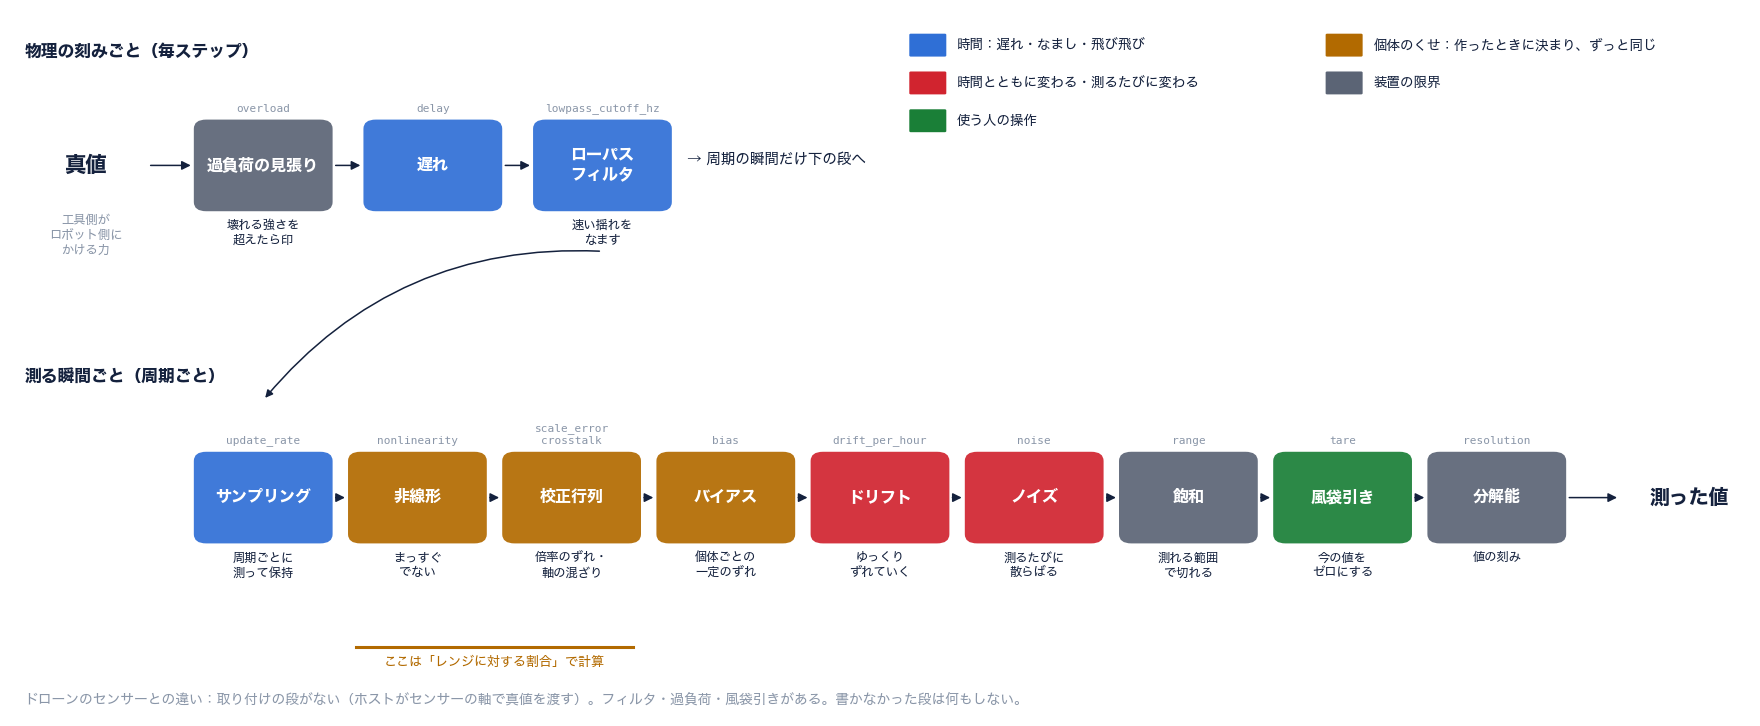 物理の刻みごと（毎ステップ）
時間：遅れ・なまし・飛び飛び
個体のくせ：作ったときに決まり、ずっと同じ
時間とともに変わる・測るたびに変わる
装置の限界
使う人の操作
overload
delay
lowpass_cutoff_hz
真値
過負荷の見張り
遅れ
ローパス
フィルタ
→ 周期の瞬間だけ下の段へ
工具側が
ロボット側に
かける力
壊れる強さを
超えたら印
速い揺れを
なます
測る瞬間ごと（周期ごと）
update_rate
nonlinearity
scale_error
crosstalk
bias
drift_per_hour
noise
range
tare
resolution
サンプリング
非線形
校正行列
バイアス
ドリフト
ノイズ
飽和
風袋引き
分解能
測った値
周期ごとに
測って保持
まっすぐ
でない
倍率のずれ・
軸の混ざり
個体ごとの
一定のずれ
ゆっくり
ずれていく
測るたびに
散らばる
測れる範囲
で切れる
今の値を
ゼロにする
値の刻み
ここは「レンジに対する割合」で計算
ドローンのセンサーとの違い：取り付けの段がない（ホストがセンサーの軸で真値を渡す）。フィルタ・過負荷・風袋引きがある。書かなかった段は何もしない。